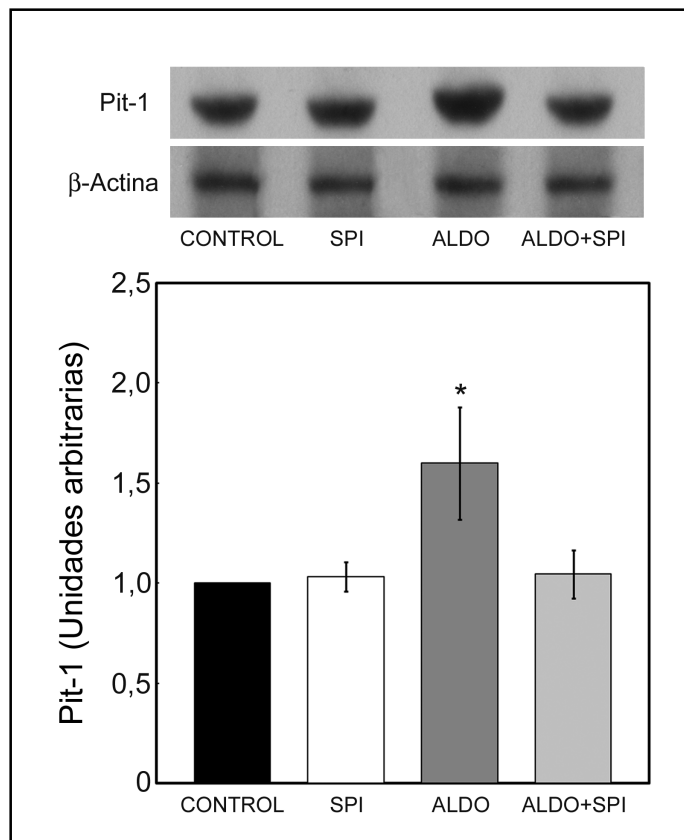 Pit-1
β-Actina
CONTROL SPI ALDO ALDO+SPI
Pit-1 (Unidades arbitrarias)
2,5
2,0
1,5
1,0
0,5
0
*
CONTROL SPI ALDO ALDO+SPI